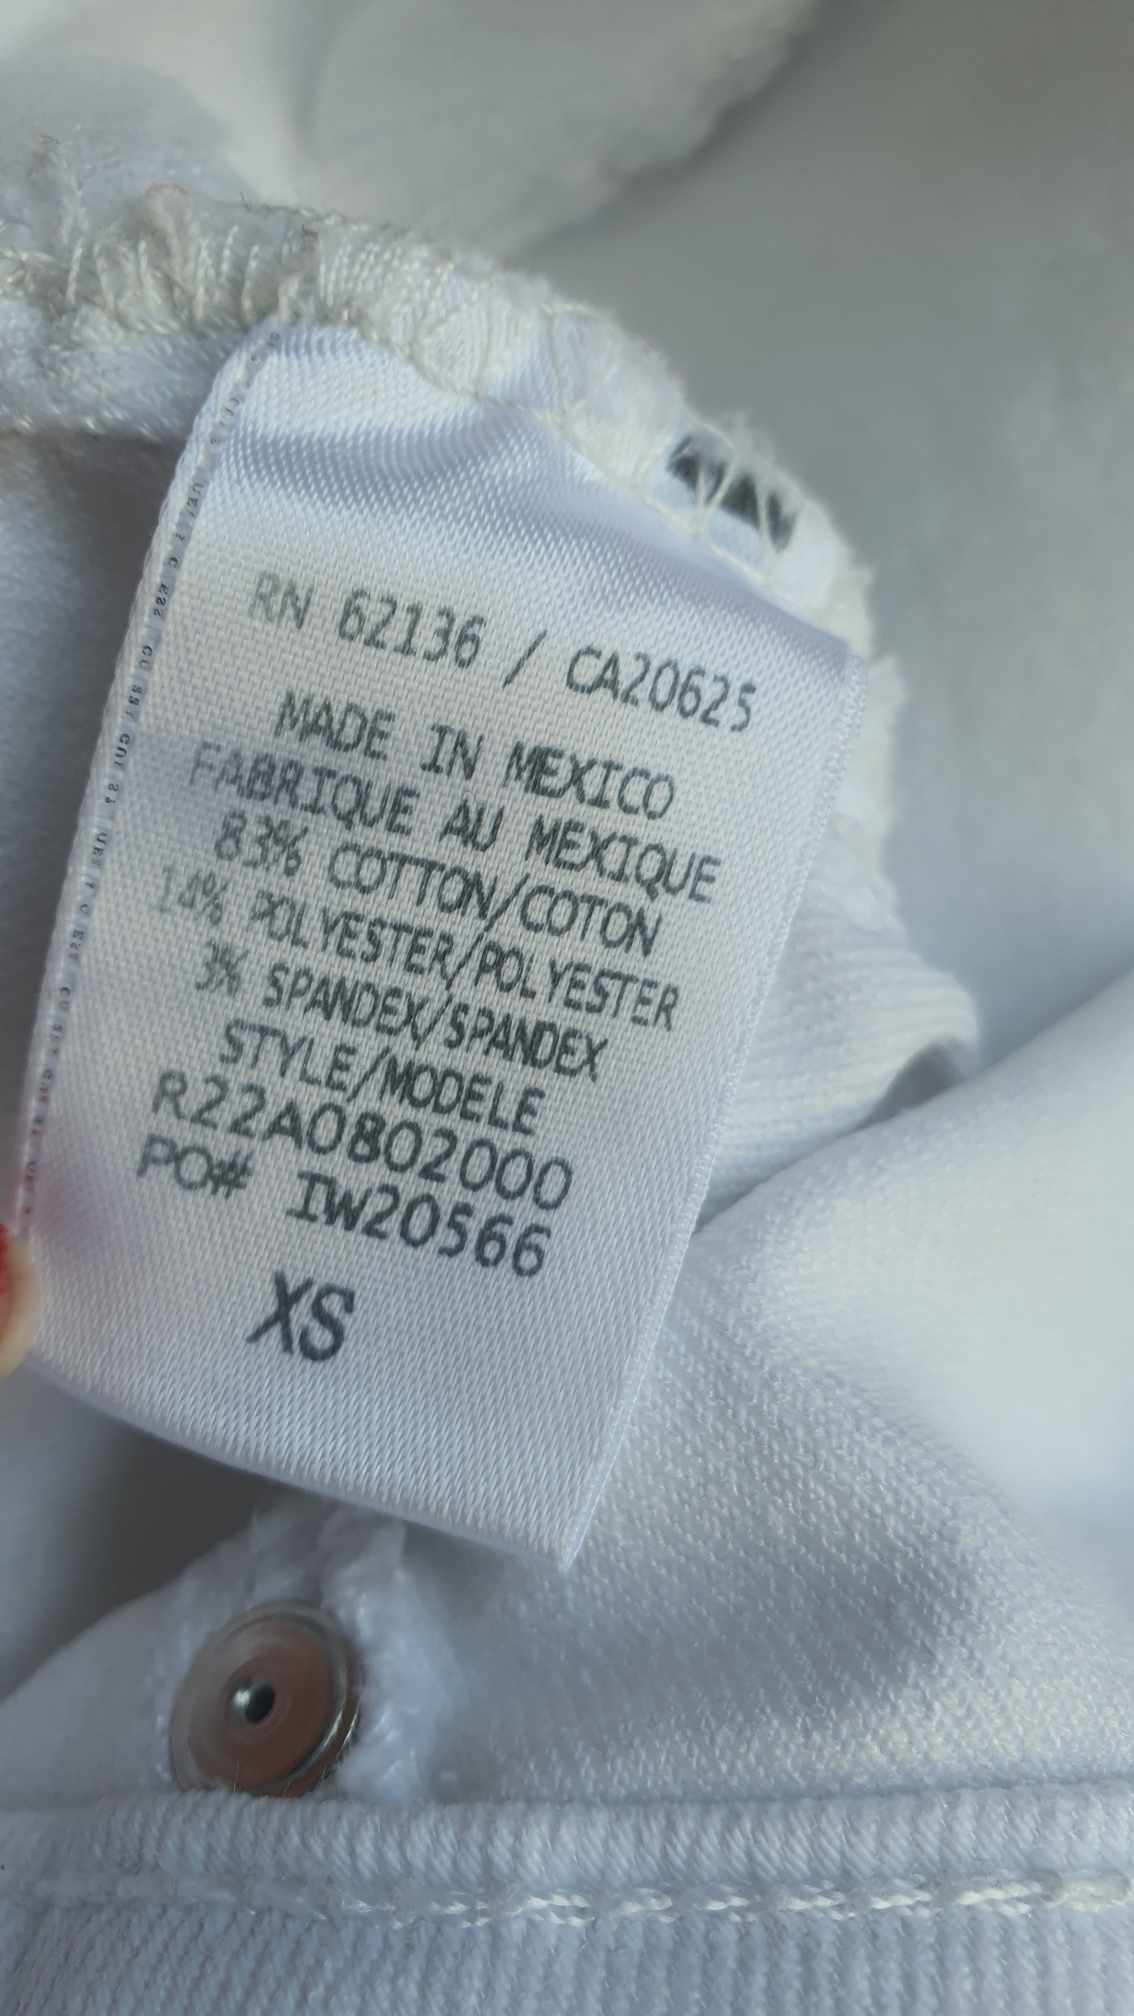 RN 62136 / CA20625
MADE IN MEXICO
FABRIQUE AU MEXIQUE
83% COTTON/COTON
14% POLYESTER/POLYESTER
3% SPANDEX/SPANDEX
STYLE/MODELE
R22A0802000
PO# IW20566
XS